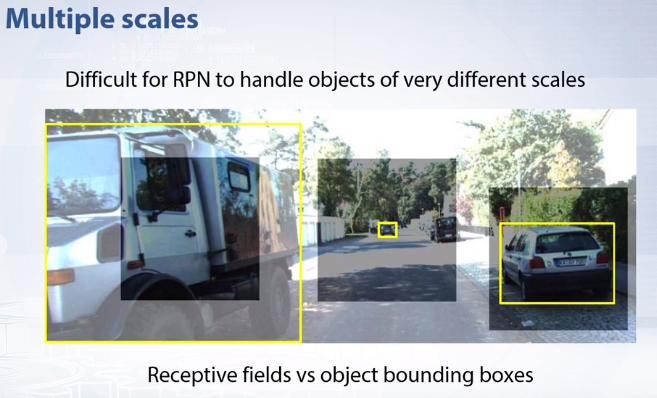 Multiple scales
Difficult for RPN to handle objects of very different scales
Receptive fields vs object bounding boxes